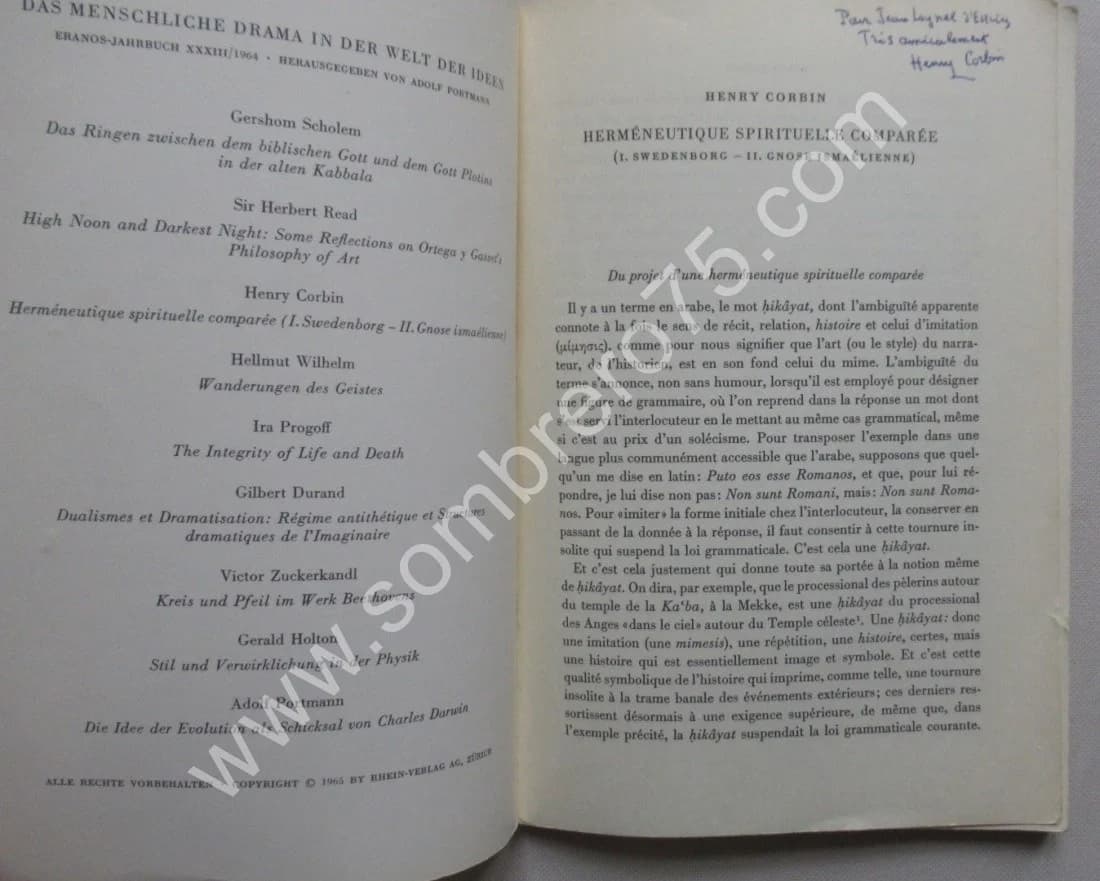 DAS MENSCHLICHE DRAMA IN DER WELT DER IDEEN
ERANOS-JAHRBUCH XXXIII/1964 · HERAUSGEGEBEN VON ADOLF PORTMANN
Gershom Scholem
Das Ringen zwischen dem biblischen Gott und dem Gott Plotins
in der alten Kabbala
Sir Herbert Read
High Noon and Darkest Night: Some Reflections on Ortega y Gasset's
Philosophy of Art
Henry Corbin
Herméneutique spirituelle comparée (I. Swedenborg – II. Gnose ismaélienne)
Hellmut Wilhelm
Wanderungen des Geistes
Ira Progoff
The Integrity of Life and Death
Gilbert Durand
Dualismes et Dramatisation: Régime antithétique et Structures
dramatiques de l'Imaginaire
Victor Zuckerkandl
Kreis und Pfeil im Werk Beethovens
Gerald Holton
Stil und Verwirklichung in der Physik
Adolf Portmann
Die Idee der Evolution als Schicksal von Charles Darwin
ALLE RECHTE VORBEHALTEN · COPYRIGHT © 1965 BY RHEIN-VERLAG AG, ZÜRICH
Pour Jean
Très amicalement
Henry Corbin
HENRY CORBIN
HERMÉNEUTIQUE SPIRITUELLE COMPARÉE
(I. SWEDENBORG – II. GNOSE ISMAÉLIENNE)
Du projet d'une herméneutique spirituelle comparée
Il y a un terme en arabe, le mot ḥikâyat, dont l'ambiguïté apparente
connote à la fois le sens de récit, relation, histoire et celui d'imitation
(μίμησις), comme pour nous signifier que l'art (ou le style) du narra-
teur, de l'historien, est en son fond celui du mime. L'ambiguïté du
terme s'annonce, non sans humour, lorsqu'il est employé pour désigner
une figure de grammaire, où l'on reprend dans la réponse un mot dont
s'est servi l'interlocuteur en le mettant au même cas grammatical, même
si c'est au prix d'un solécisme. Pour transposer l'exemple dans une
langue plus communément accessible que l'arabe, supposons que quel-
qu'un me dise en latin: Puto eos esse Romanos, et que, pour lui ré-
pondre, je lui dise non pas: Non sunt Romani, mais: Non sunt Roma-
nos. Pour «imiter» la forme initiale chez l'interlocuteur, la conserver en
passant de la donnée à la réponse, il faut consentir à cette tournure in-
solite qui suspend la loi grammaticale. C'est cela une ḥikâyat.
Et c'est cela justement qui donne toute sa portée à la notion même
de ḥikâyat. On dira, par exemple, que le processional des pèlerins autour
du temple de la Ka'ba, à la Mekke, est une ḥikâyat du processional
des Anges «dans le ciel» autour du Temple céleste¹. Une ḥikâyat: donc
une imitation (une mimesis), une répétition, une histoire, certes, mais
une histoire qui est essentiellement image et symbole. Et c'est cette
qualité symbolique de l'histoire qui imprime, comme telle, une tournure
insolite à la trame banale des événements extérieurs; ces derniers res-
sortissent désormais à une exigence supérieure, de même que, dans
l'exemple précité, la ḥikâyat suspendait la loi grammaticale courante.
www.sombrero75.com